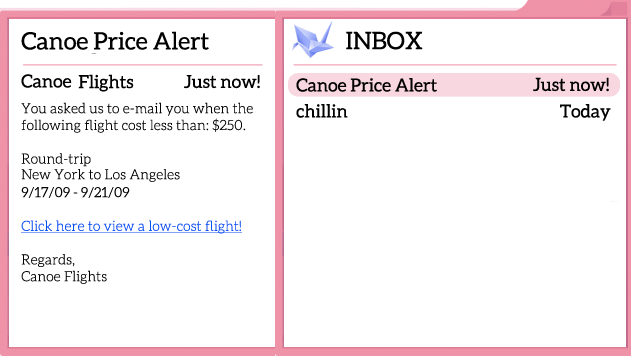 Canoe Price Alert
Canoe Flights Just now!
You asked us to e-mail you when the
following flight cost less than: $250.
Round-trip
New York to Los Angeles
9/17/09 - 9/21/09
Click here to view a low-cost flight!
Regards,
Canoe Flights
INBOX
Canoe Price Alert Just now!
chillin Today